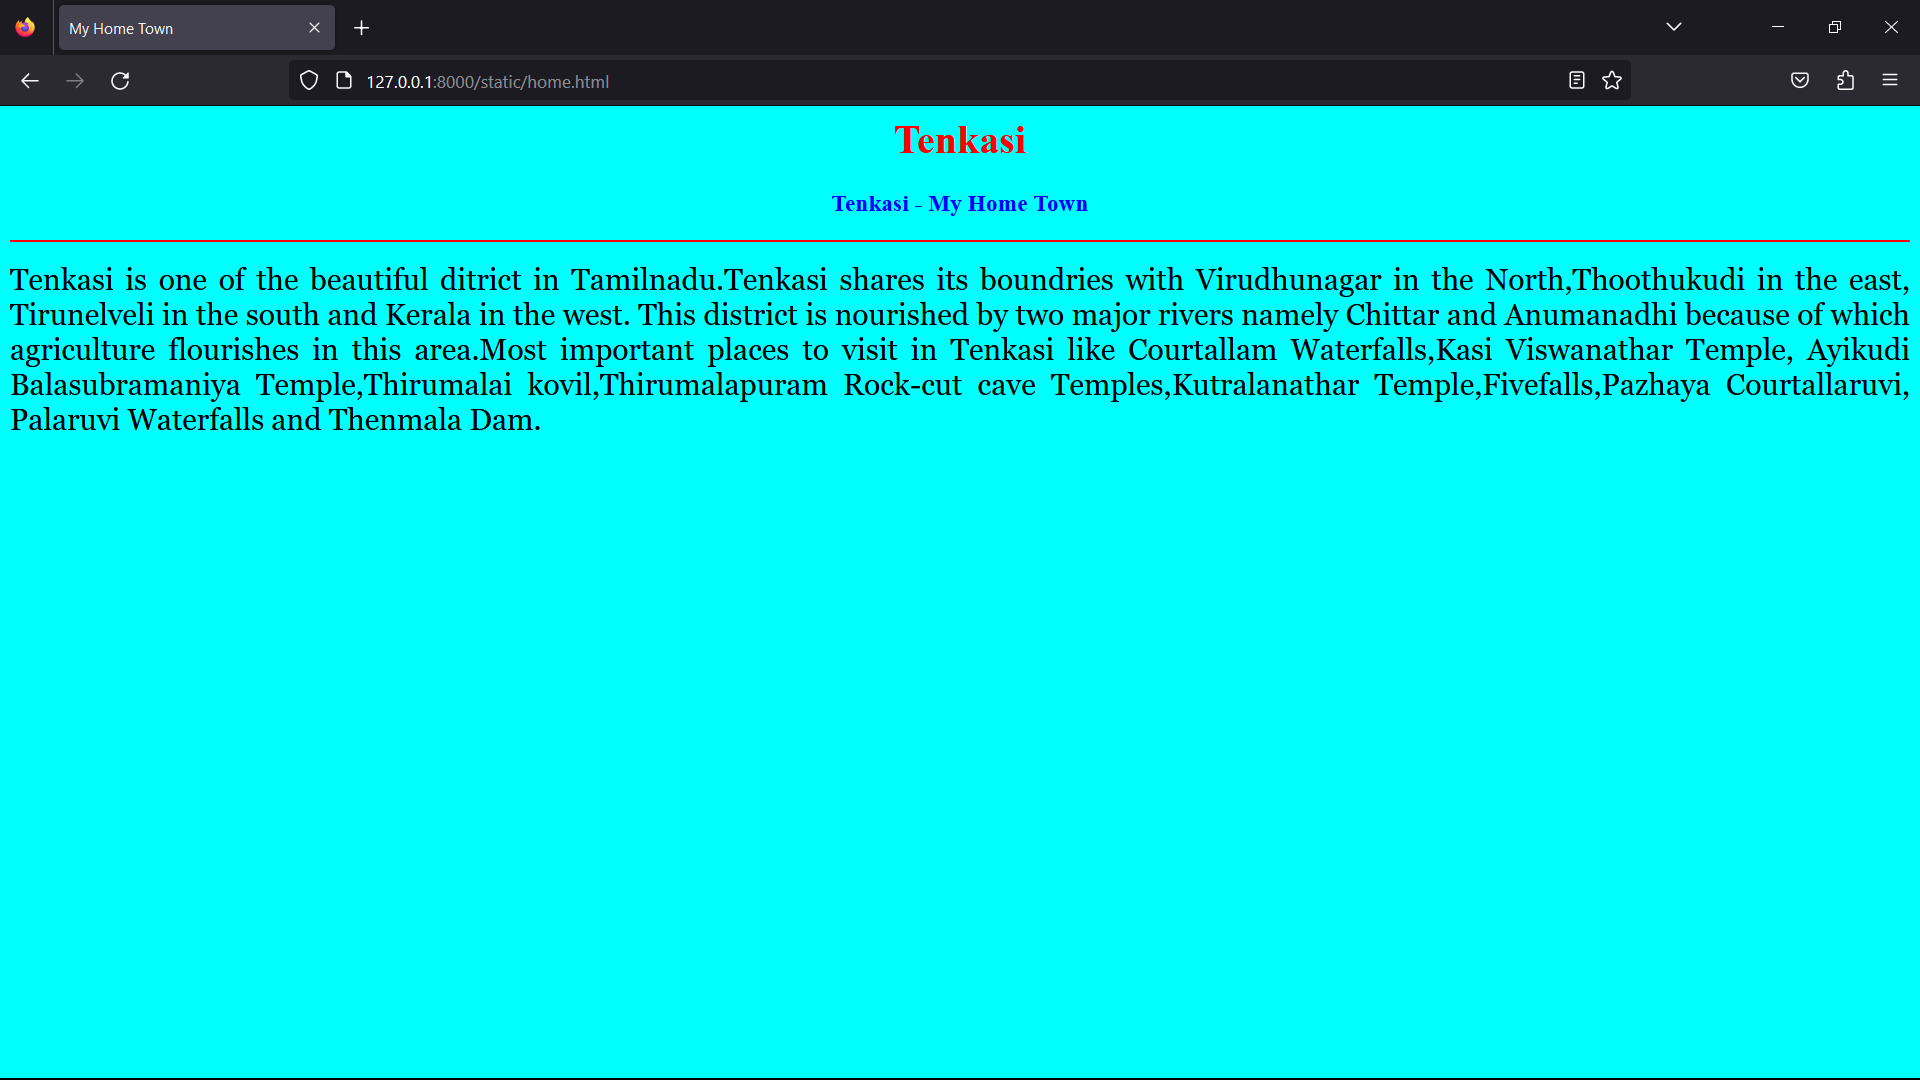 My Home Town
127.0.0.1:8000/static/home.html
Tenkasi
Tenkasi - My Home Town
Tenkasi is one of the beautiful ditrict in Tamilnadu.Tenkasi shares its boundries with Virudhunagar in the North,Thoothukudi in the east,
Tirunelveli in the south and Kerala in the west. This district is nourished by two major rivers namely Chittar and Anumanadhi because of which
agriculture flourishes in this area.Most important places to visit in Tenkasi like Courtallam Waterfalls,Kasi Viswanathar Temple, Ayikudi
Balasubramaniya Temple,Thirumalai kovil,Thirumalapuram Rock-cut cave Temples,Kutralanathar Temple,Fivefalls,Pazhaya Courtallaruvi,
Palaruvi Waterfalls and Thenmala Dam.